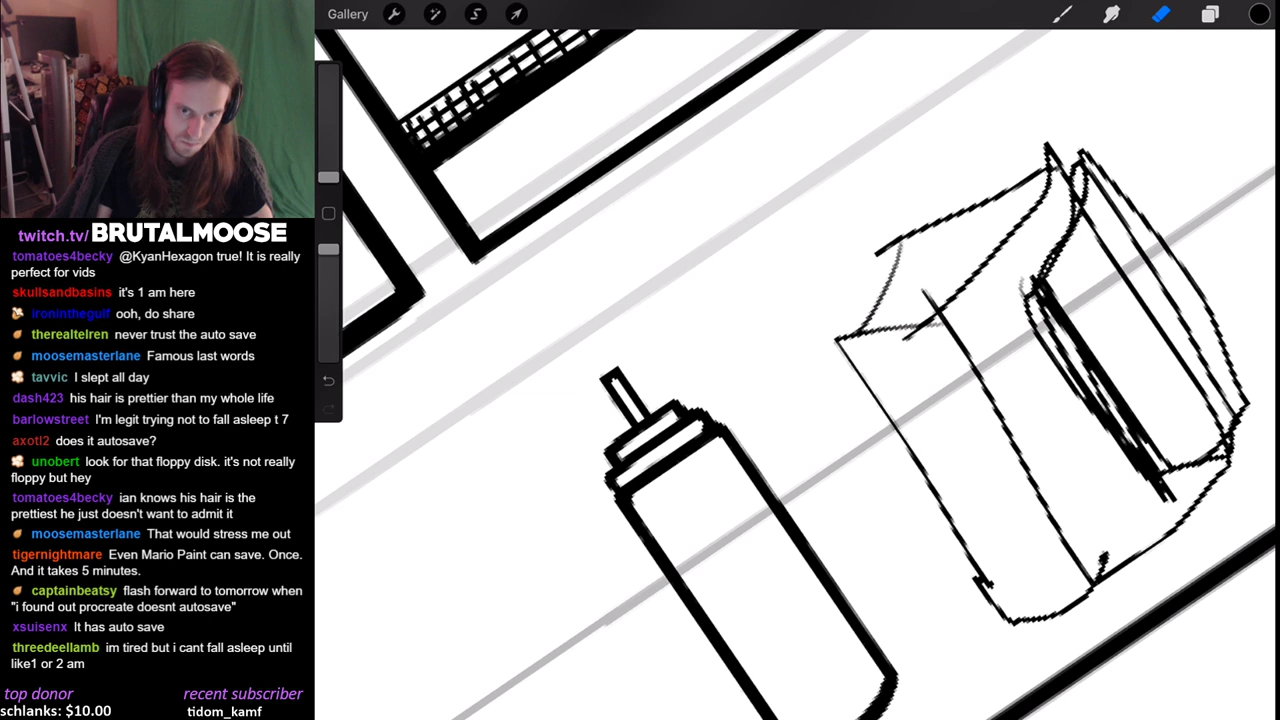 Gallery
twitch.tv/BRUTALMOOSE
tomatoes4becky @KyanHexagon true! It is really
perfect for vids
skullsandbasins it's 1 am here
ironinthegulf ooh, do share
therealtelren never trust the auto save
moosemasterlane Famous last words
tavvic I slept all day
dash423 his hair is prettier than my whole life
barlowstreet I'm legit trying not to fall asleep t 7
axotl2 does it autosave?
unobert look for that floppy disk. it's not really
floppy but hey
tomatoes4becky ian knows his hair is the
prettiest he just doesn't want to admit it
moosemasterlane That would stress me out
tigernightmare Even Mario Paint can save. Once.
And it takes 5 minutes.
captainbeatsy flash forward to tomorrow when
"i found out procreate doesnt autosave"
xsuisenx It has auto save
threedeellamb im tired but i cant fall asleep until
like1 or 2 am
top donor
schlanks: $10.00
recent subscriber
tidom_kamf